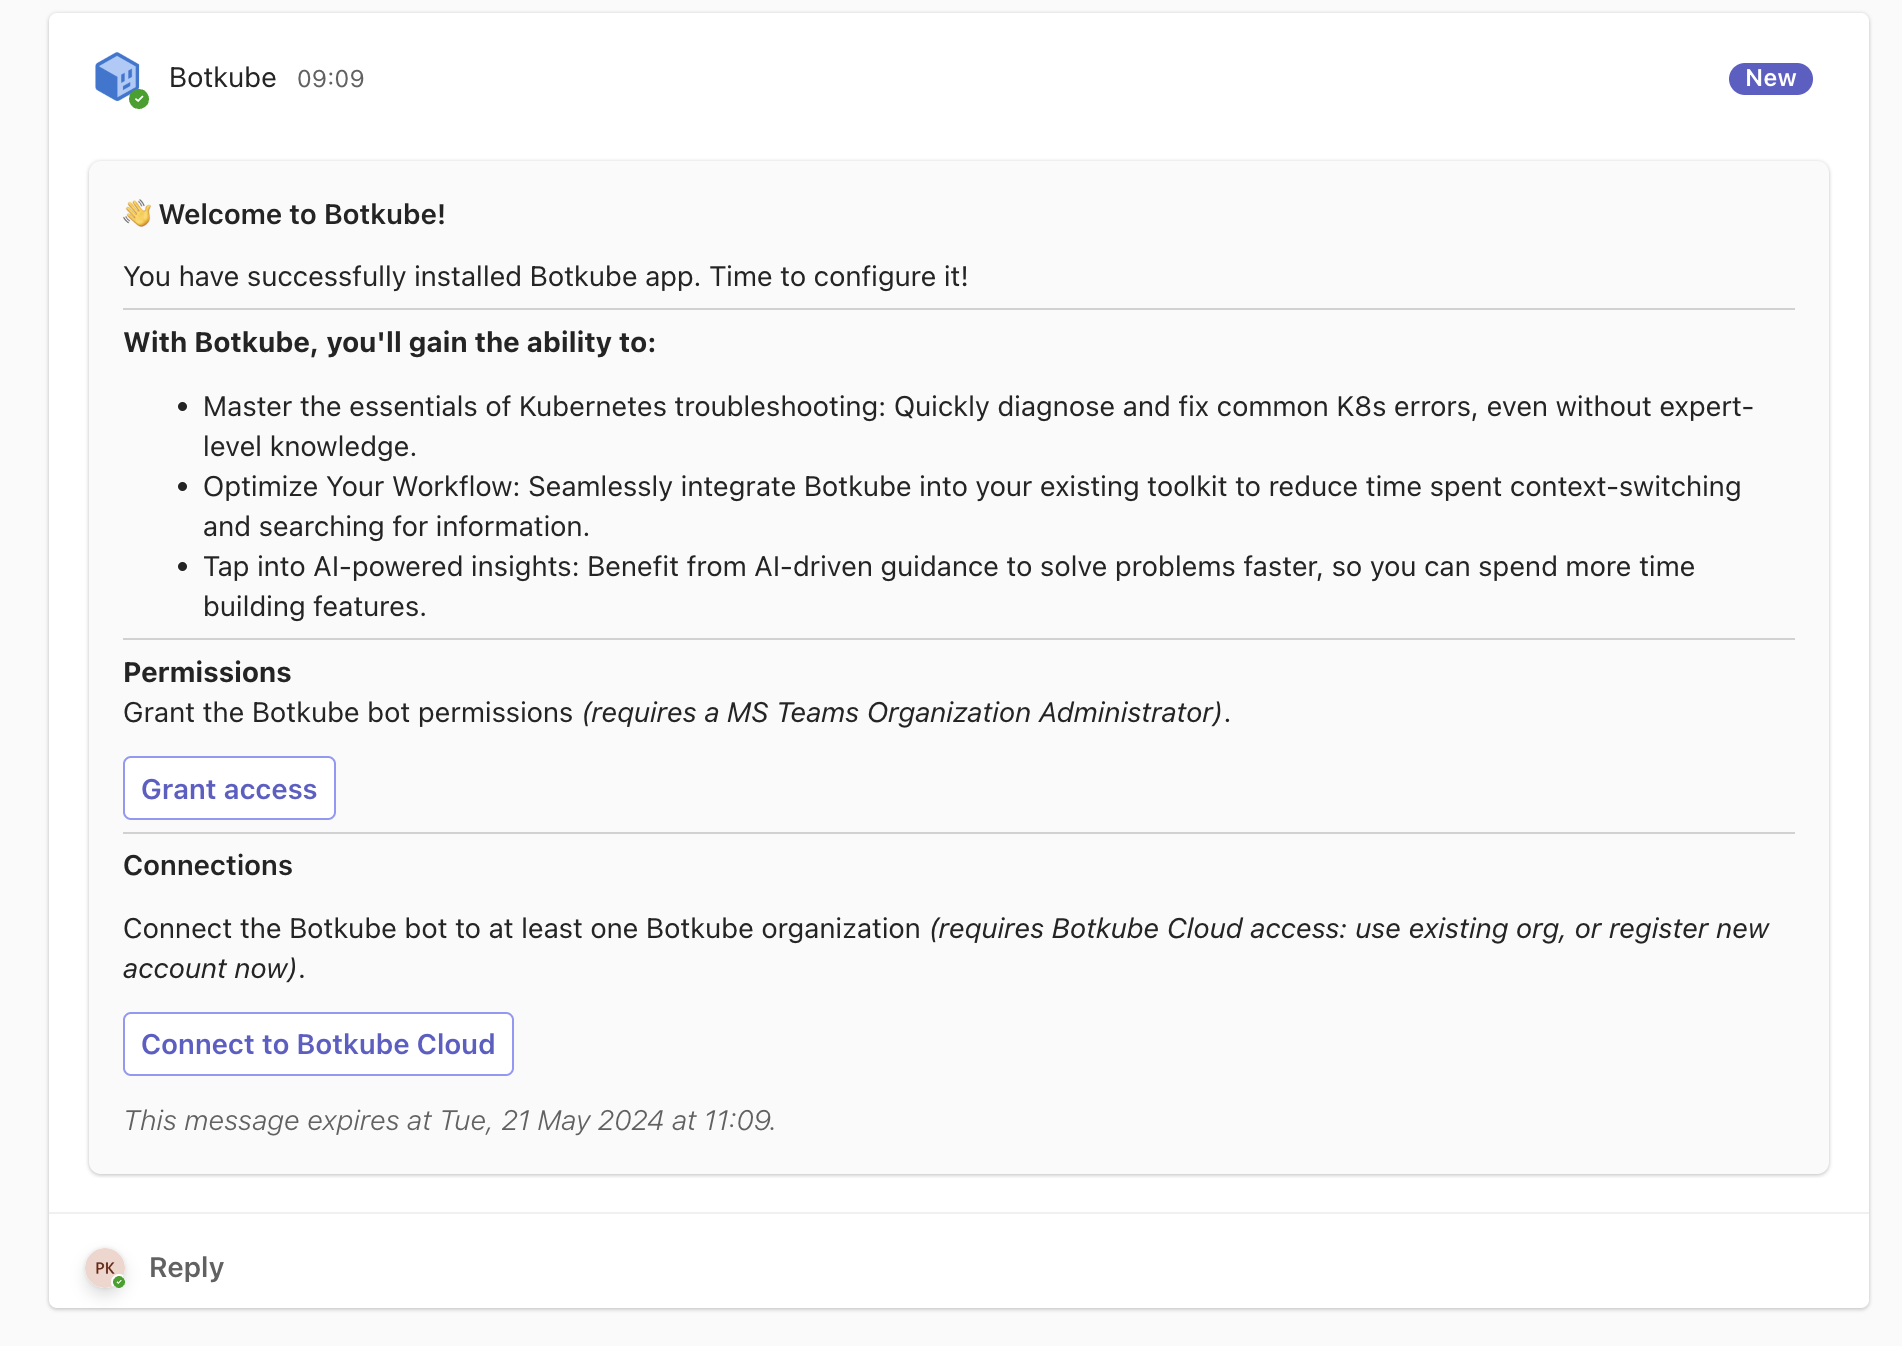 Botkube 09:09
New
👋 Welcome to Botkube!
You have successfully installed Botkube app. Time to configure it!
With Botkube, you'll gain the ability to:
• Master the essentials of Kubernetes troubleshooting: Quickly diagnose and fix common K8s errors, even without expert-
level knowledge.
• Optimize Your Workflow: Seamlessly integrate Botkube into your existing toolkit to reduce time spent context-switching
and searching for information.
• Tap into AI-powered insights: Benefit from AI-driven guidance to solve problems faster, so you can spend more time
building features.
Permissions
Grant the Botkube bot permissions (requires a MS Teams Organization Administrator).
Grant access
Connections
Connect the Botkube bot to at least one Botkube organization (requires Botkube Cloud access: use existing org, or register new
account now).
Connect to Botkube Cloud
This message expires at Tue, 21 May 2024 at 11:09.
PK
Reply